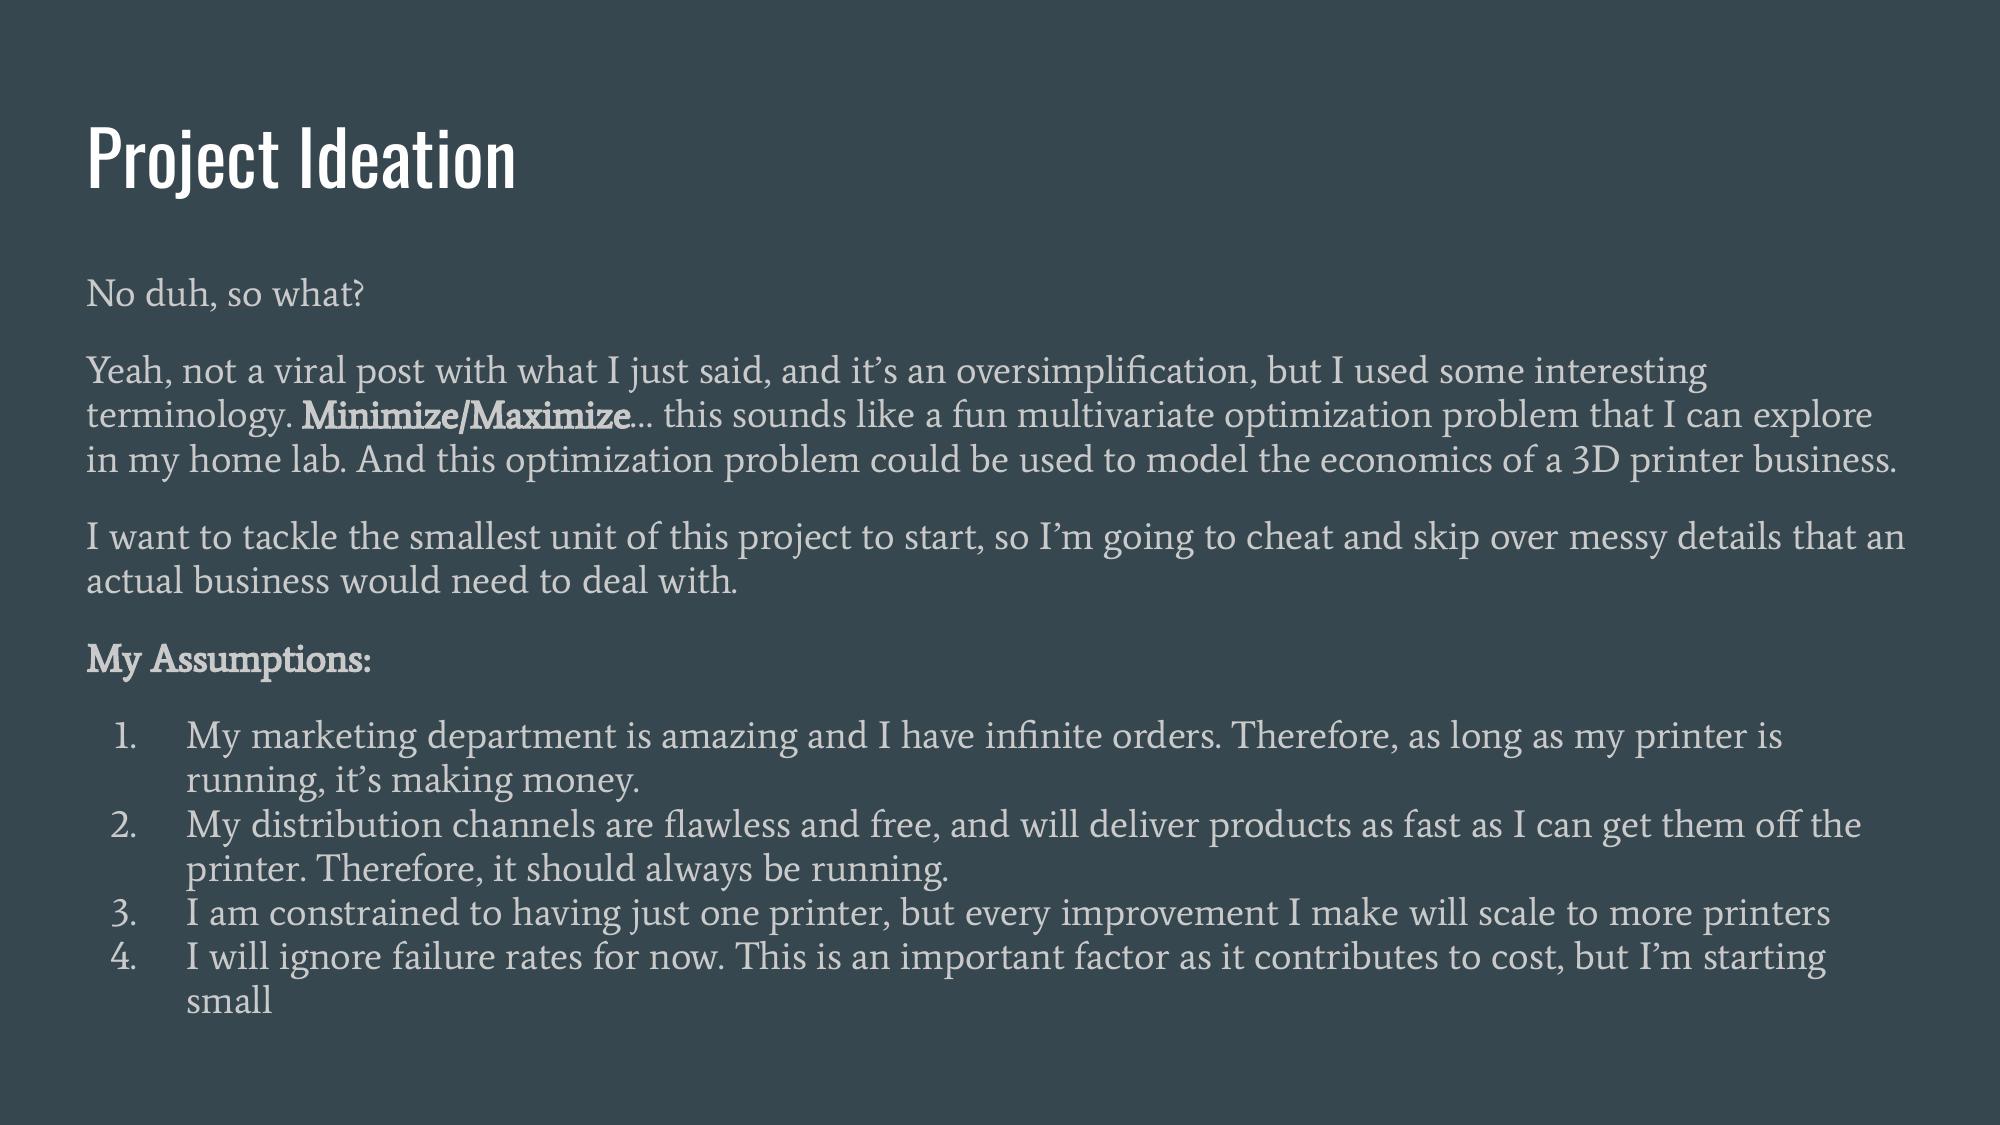 Project Ideation
No duh, so what?
Yeah, not a viral post with what I just said, and it’s an oversimplification, but I used some interesting
terminology. Minimize/Maximize... this sounds like a fun multivariate optimization problem that I can explore
in my home lab. And this optimization problem could be used to model the economics of a 3D printer business.
I want to tackle the smallest unit of this project to start, so I’m going to cheat and skip over messy details that an
actual business would need to deal with.
My Assumptions:
1. My marketing department is amazing and I have infinite orders. Therefore, as long as my printer is
running, it’s making money.
2. My distribution channels are flawless and free, and will deliver products as fast as I can get them off the
printer. Therefore, it should always be running.
3. I am constrained to having just one printer, but every improvement I make will scale to more printers
4. I will ignore failure rates for now. This is an important factor as it contributes to cost, but I’m starting
small